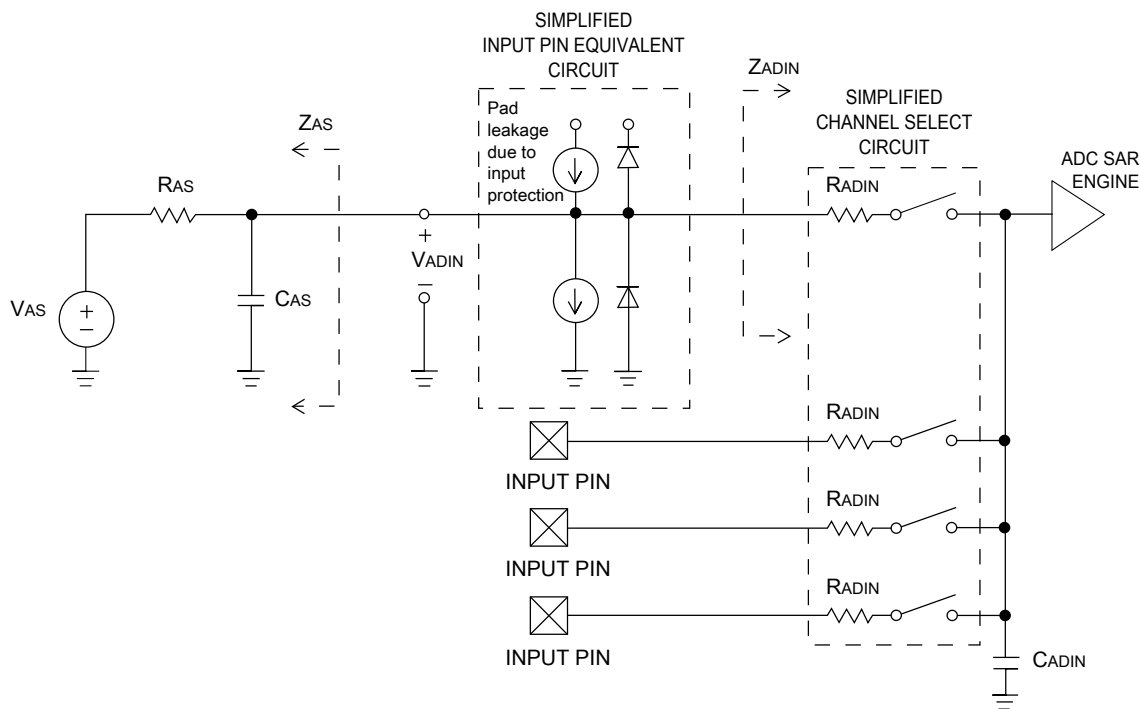 SIMPLIFIED
INPUT PIN EQUIVALENT
CIRCUIT
ZADIN
SIMPLIFIED
CHANNEL SELECT
CIRCUIT
Pad
leakage
due to
input
protection
ZAS
RAS
RADIN
ADC SAR
ENGINE
+
VADIN
–
CAS
VAS
+
–
RADIN
INPUT PIN
RADIN
INPUT PIN
RADIN
INPUT PIN
CADIN